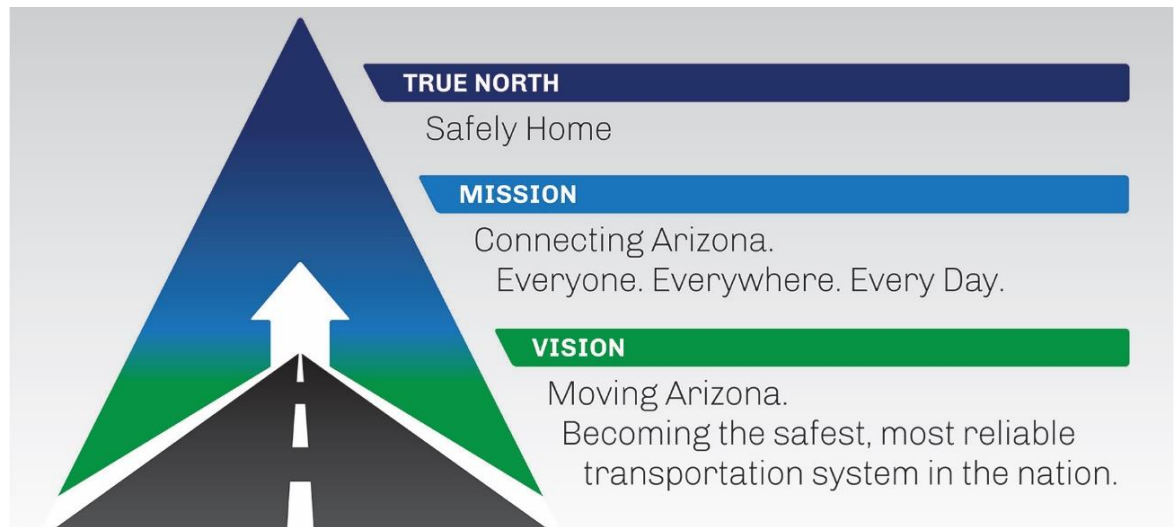 TRUE NORTH
Safely Home
MISSION
Connecting Arizona.
Everyone. Everywhere. Every Day.
VISION
Moving Arizona.
Becoming the safest, most reliable
transportation system in the nation.